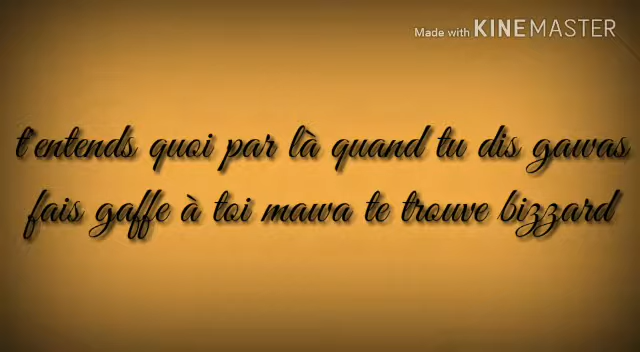 Made with KINEMASTER
t'entends quoi par là quand tu dis gawas
fais gaffe à toi mawa te trouve bizzard